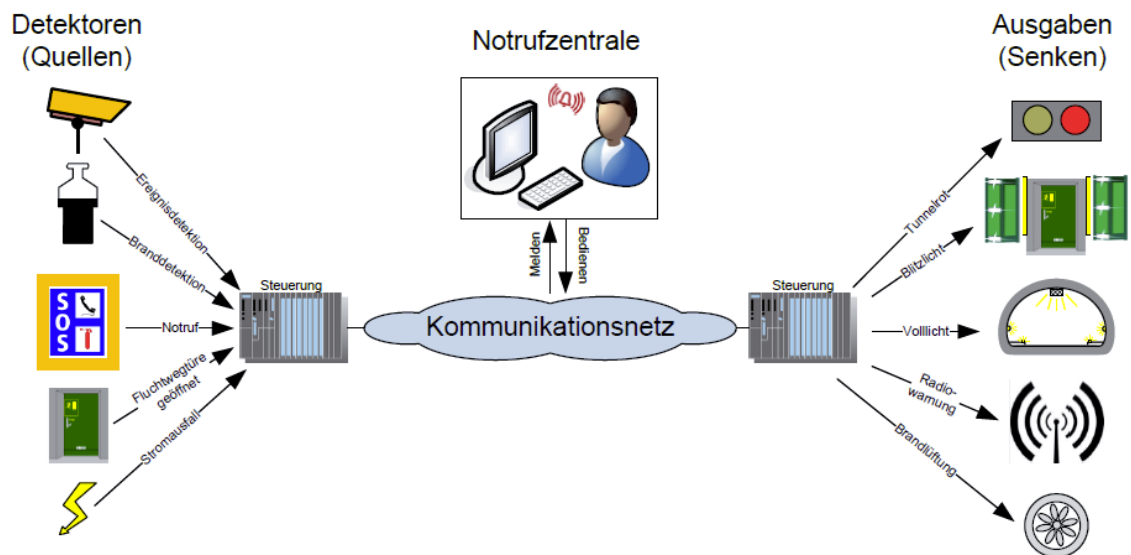 Detektoren
(Quellen)
Notrufzentrale
Ausgaben
(Senken)
Ereignisdetektion
Branddetektion
SOS
Notruf
Fluchtwegtüre
geöffnet
Stromausfall
Steuerung
Melden
Bedienen
Kommunikationsnetz
Steuerung
Tunnelrot
Blitzlicht
Volllicht
Radio-
warnung
Brandlüftung